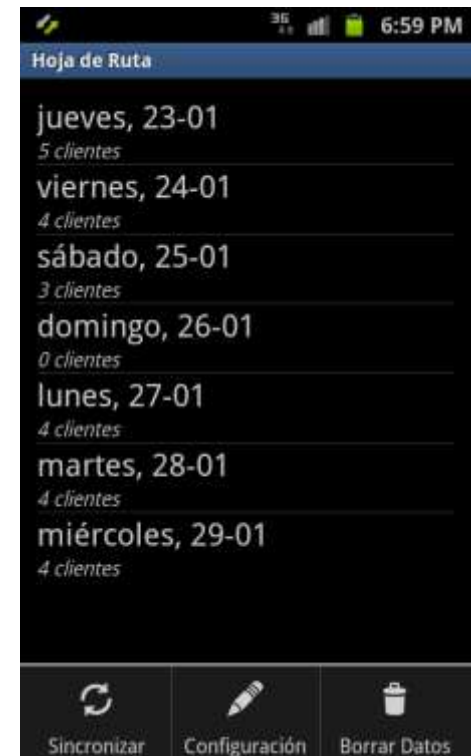 3G 6:59 PM
Hoja de Ruta
jueves, 23-01
5 clientes
viernes, 24-01
4 clientes
sábado, 25-01
3 clientes
domingo, 26-01
0 clientes
lunes, 27-01
4 clientes
martes, 28-01
4 clientes
miércoles, 29-01
4 clientes
Sincronizar Configuración Borrar Datos